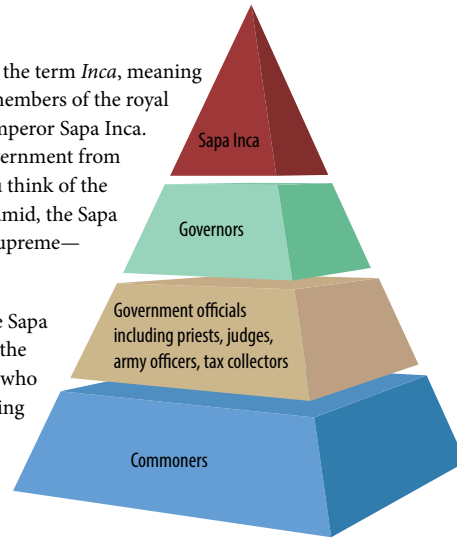 the term Inca, meaning
members of the royal
mperor Sapa Inca.
ernment from
think of the
amid, the Sapa
upreme—
e Sapa
the
who
ing
Sapa Inca
Governors
Government officials
including priests, judges,
army officers, tax collectors
Commoners